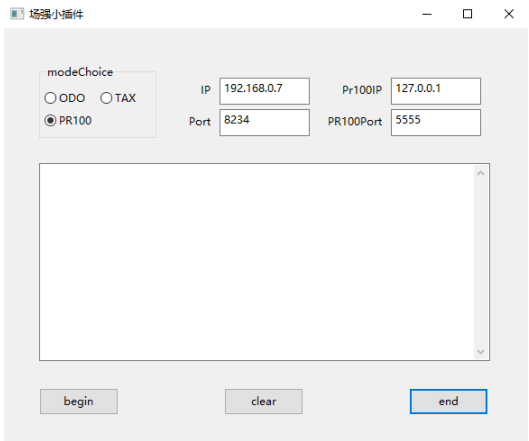 场强小插件
modeChoice
ODO TAX
PR100
IP 192.168.0.7 Pr100IP 127.0.0.1
Port 8234 PR100Port 5555
begin clear end